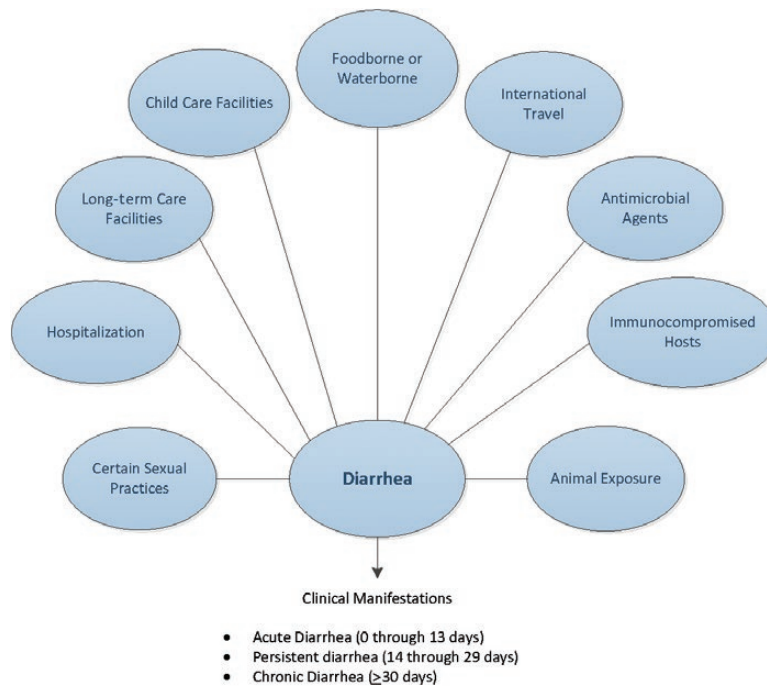 Foodborne or
Waterborne
Child Care Facilities
International
Travel
Long-term Care
Facilities
Antimicrobial
Agents
Hospitalization
Immunocompromised
Hosts
Certain Sexual
Practices
Diarrhea
Animal Exposure
Clinical Manifestations
• Acute Diarrhea (0 through 13 days)
• Persistent diarrhea (14 through 29 days)
• Chronic Diarrhea (≥30 days)